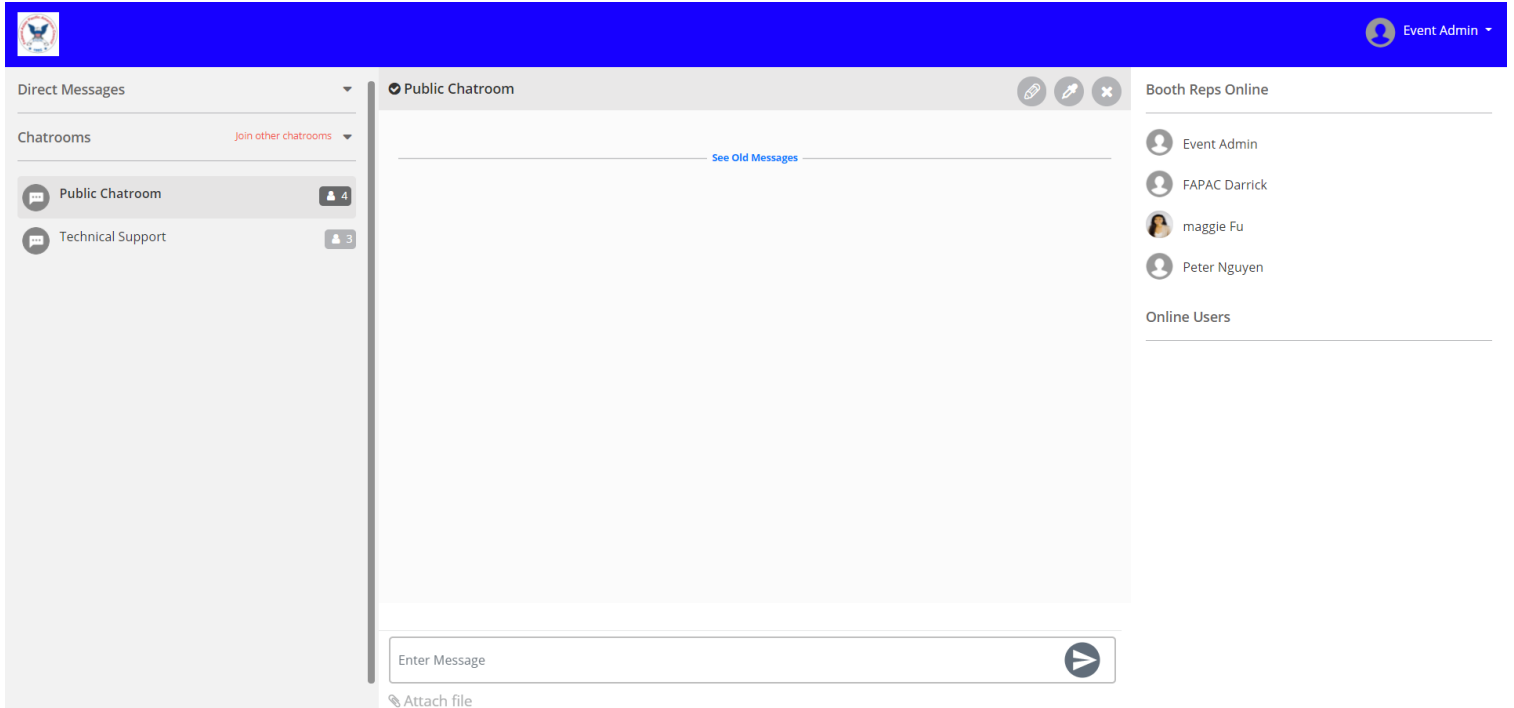 Event Admin
Direct Messages
Chatrooms
Join other chatrooms
Public Chatroom
4
Technical Support
3
Public Chatroom
See Old Messages
Enter Message
Attach file
Booth Reps Online
Event Admin
FAPAC Darrick
maggie Fu
Peter Nguyen
Online Users